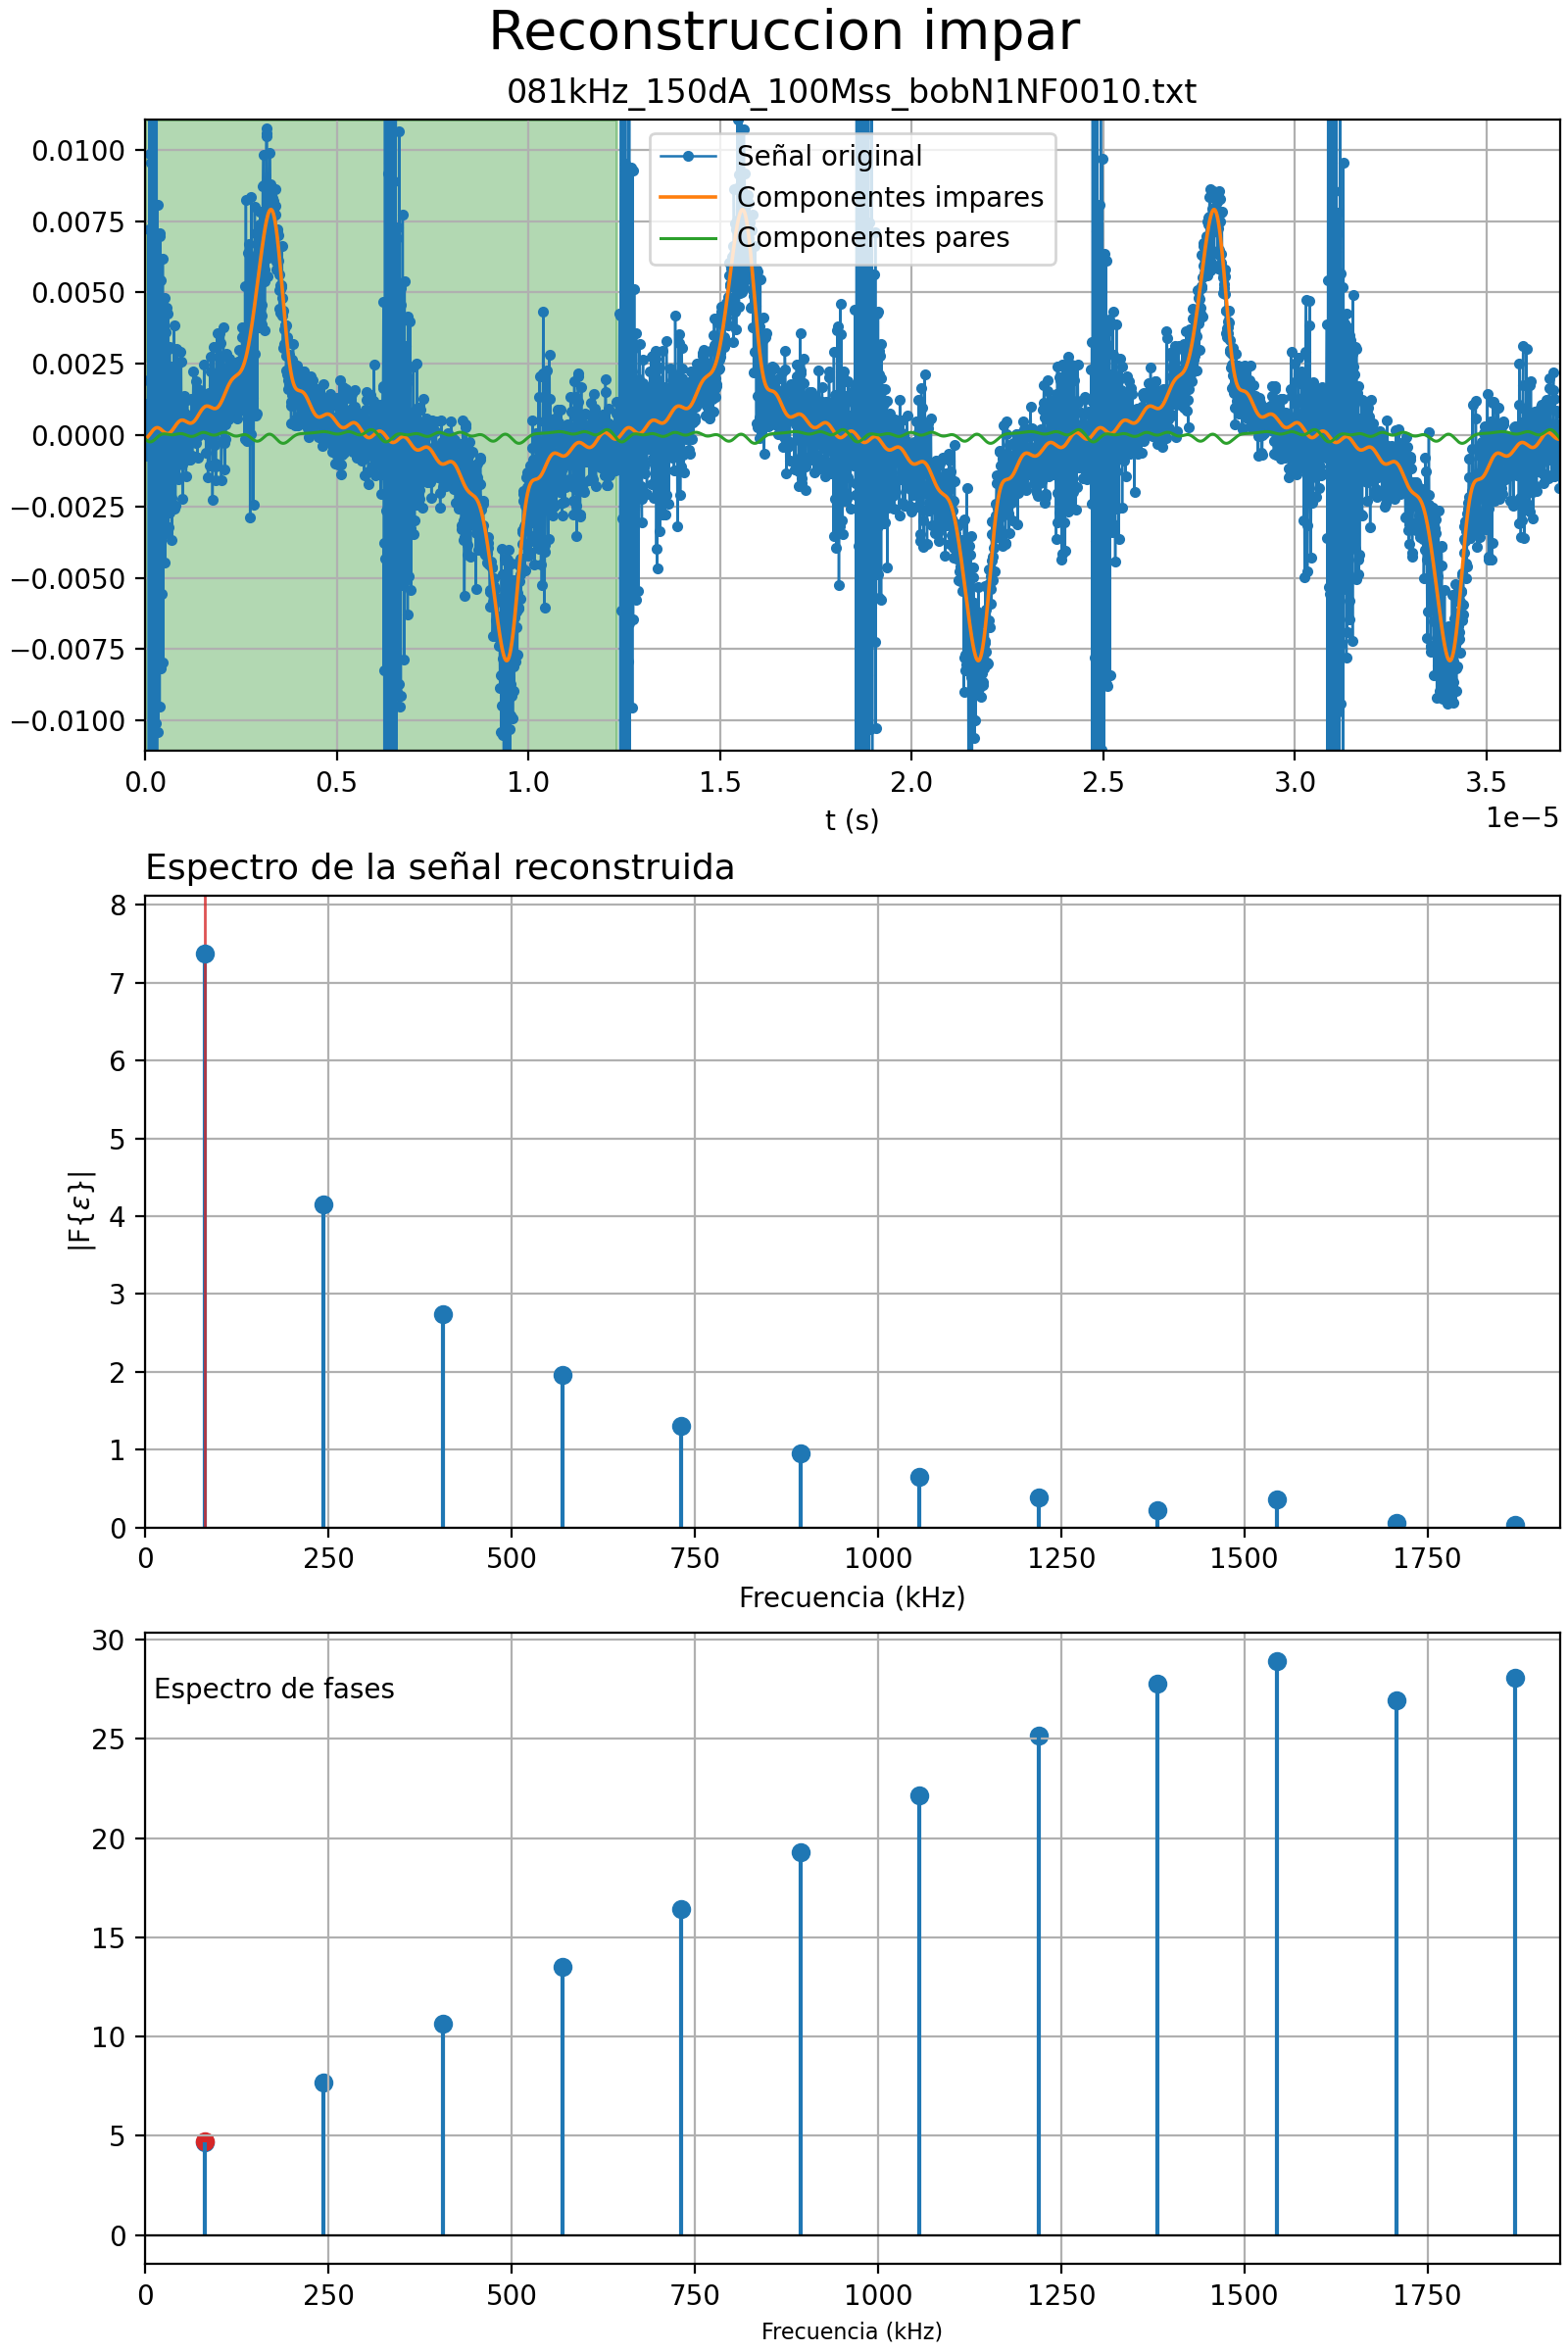 Reconstruccion impar
081kHz_150dA_100Mss_bobN1NF0010.txt
Señal original
Componentes impares
Componentes pares
0.0100
0.0075
0.0050
0.0025
0.0000
−0.0025
−0.0050
−0.0075
−0.0100
0.0 0.5 1.0 1.5 2.0 2.5 3.0 3.5
1e−5
t (s)
Espectro de la señal reconstruida
8
7
6
5
4
3
2
1
0
|F{ε}|
0 250 500 750 1000 1250 1500 1750
Frecuencia (kHz)
Espectro de fases
30
25
20
15
10
5
0
0 250 500 750 1000 1250 1500 1750
Frecuencia (kHz)